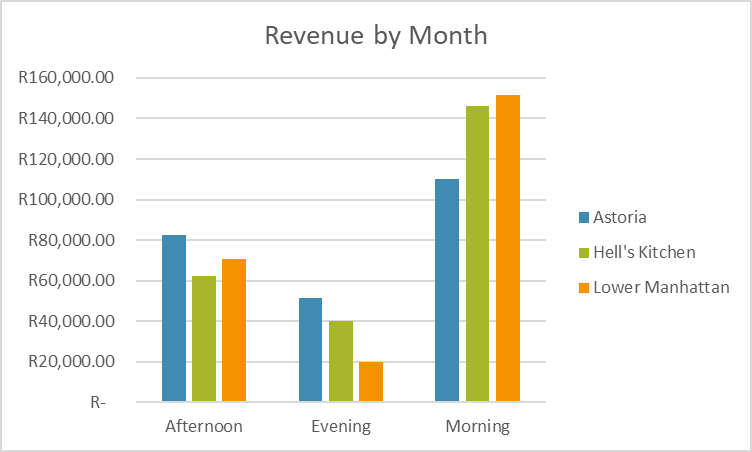 Revenue by Month
R160,000.00
R140,000.00
R120,000.00
R100,000.00
R80,000.00
R60,000.00
R40,000.00
R20,000.00
R-
Afternoon
Evening
Morning
Astoria
Hell's Kitchen
Lower Manhattan